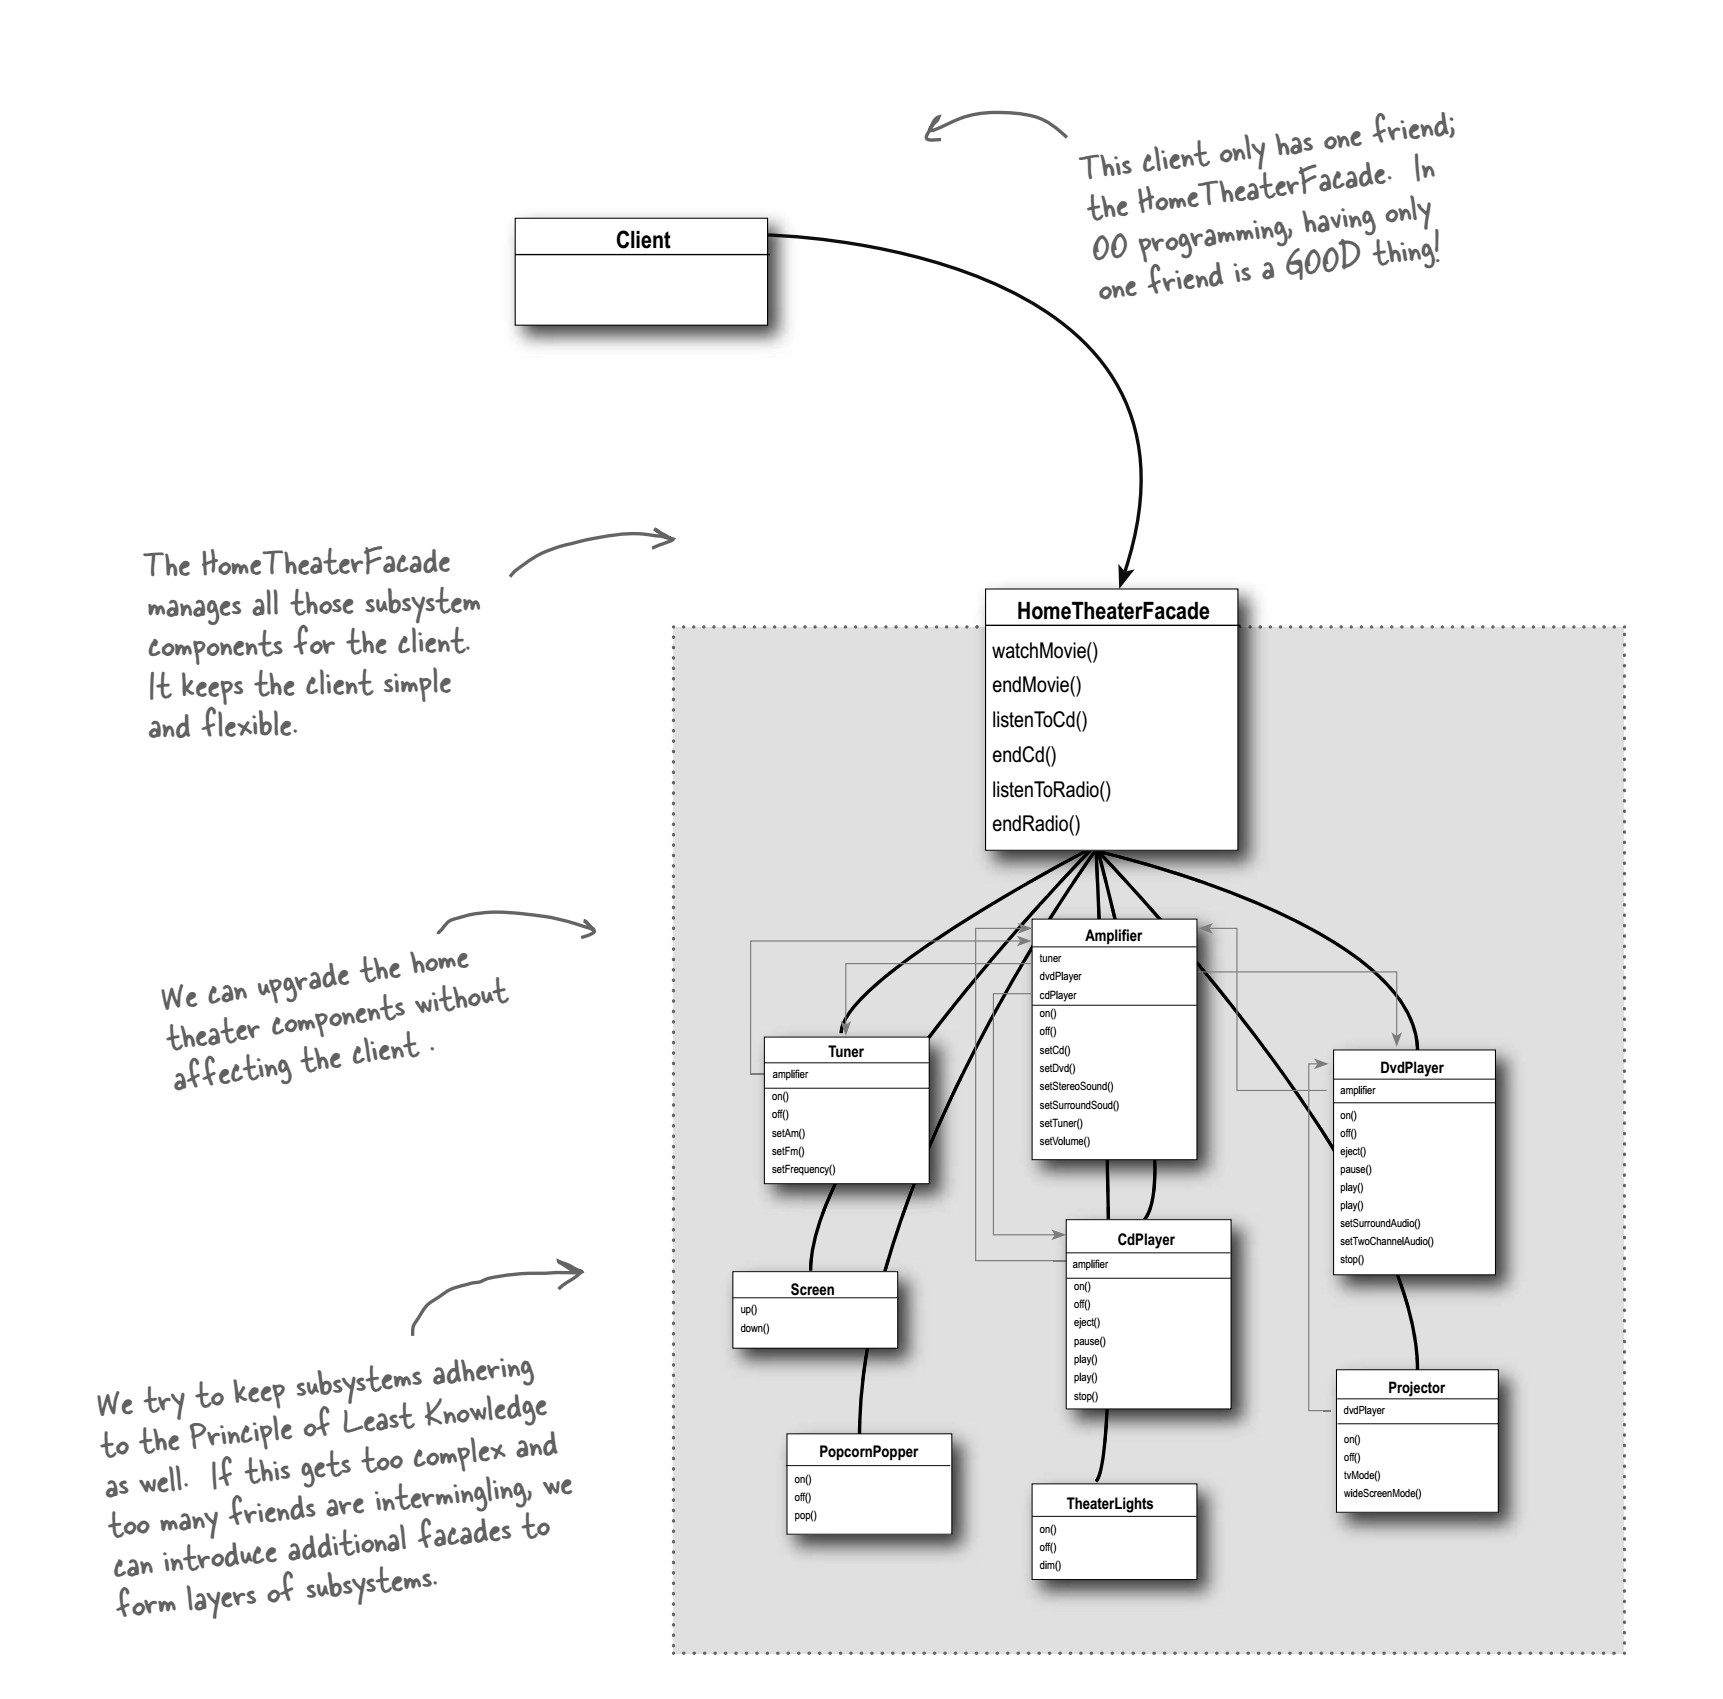 This client only has one friend;
the HomeTheaterFacade. In
OO programming, having only
one friend is a GOOD thing!
Client
The HomeTheaterFacade
manages all those subsystem
components for the client.
It keeps the client simple
and flexible.
HomeTheaterFacade
watchMovie()
endMovie()
listenToCd()
endCd()
listenToRadio()
endRadio()
We can upgrade the home
theater components without
affecting the client.
Amplifier
tuner
dvdPlayer
cdPlayer
on()
off()
setCd()
setDvd()
setStereoSound()
setSurroundSoud()
setTuner()
setVolume()
Tuner
amplifier
on()
off()
setAm()
setFm()
setFrequency()
DvdPlayer
amplifier
on()
off()
eject()
pause()
play()
play()
setSurroundAudio()
setTwoChannelAudio()
stop()
Screen
up()
down()
CdPlayer
amplifier
on()
off()
eject()
pause()
play()
play()
stop()
We try to keep subsystems adhering
to the Principle of Least Knowledge
as well. If this gets too complex and
too many friends are intermingling, we
can introduce additional facades to
form layers of subsystems.
PopcornPopper
on()
off()
pop()
TheaterLights
on()
off()
dim()
Projector
dvdPlayer
on()
off()
tvMode()
wideScreenMode()